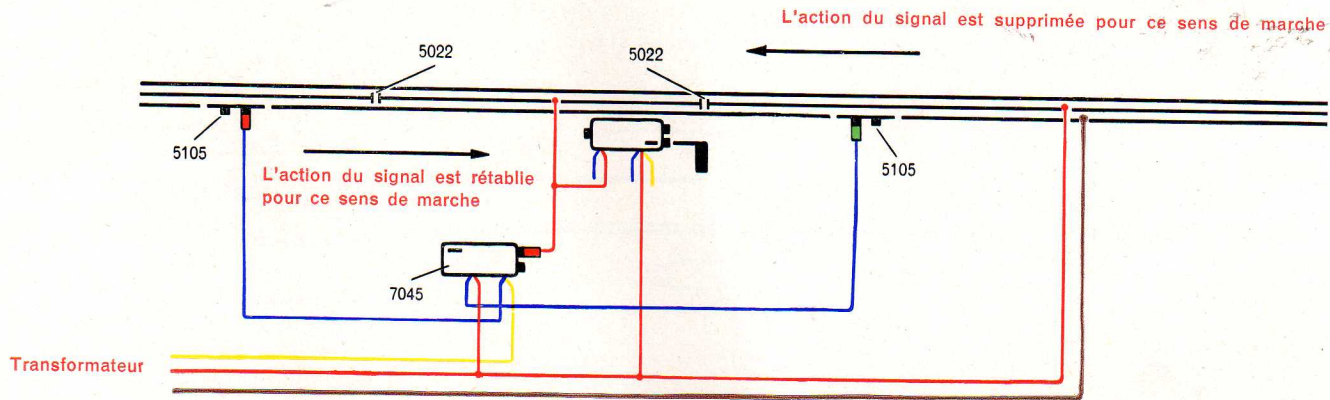 L'action du signal est supprimée pour ce sens de marche
5022
5022
5105
5105
L'action du signal est rétablie
pour ce sens de marche
7045
Transformateur